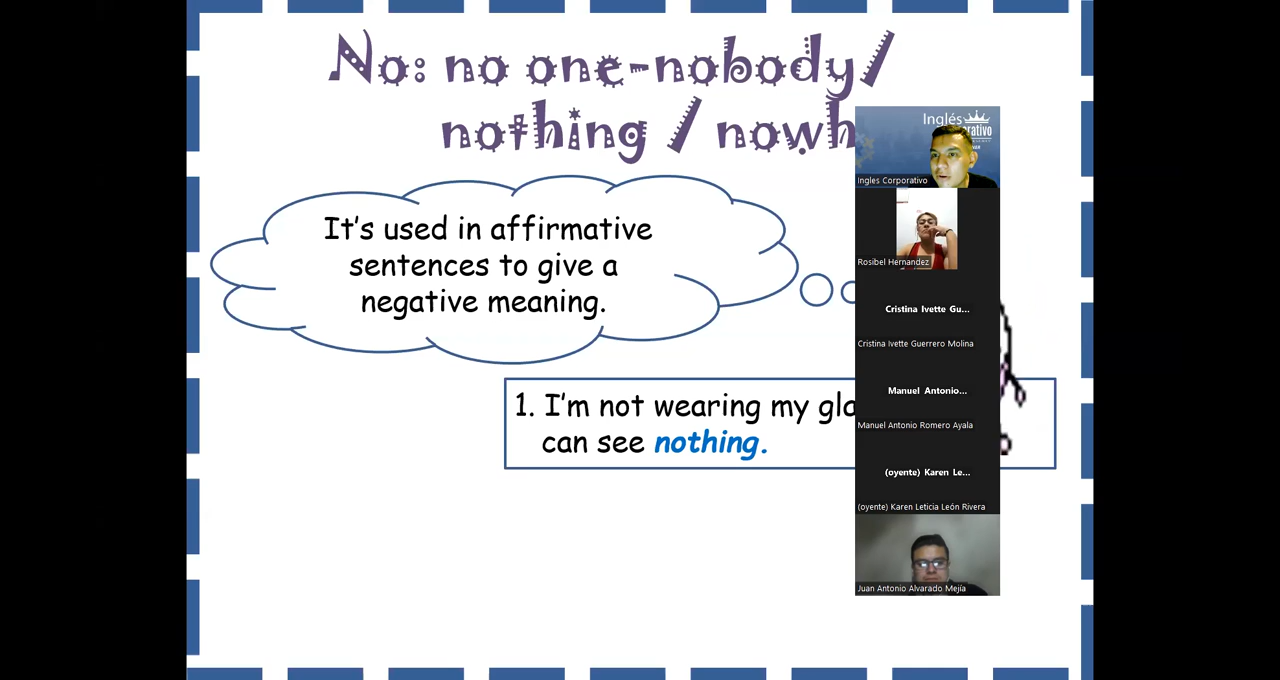 No: no one-nobody/
nothing / nowh
It's used in affirmative
sentences to give a
negative meaning.
1. I'm not wearing my gla
can see nothing.
Inglés
Ingles Corporativo
Rosibel Hernandez
Cristina Ivette Gu...
Cristina Ivette Guerrero Molina
Manuel Antonio...
Manuel Antonio Romero Ayala
(oyente) Karen Le...
(oyente) Karen Leticia León Rivera
Juan Antonio Alvarado Mejía